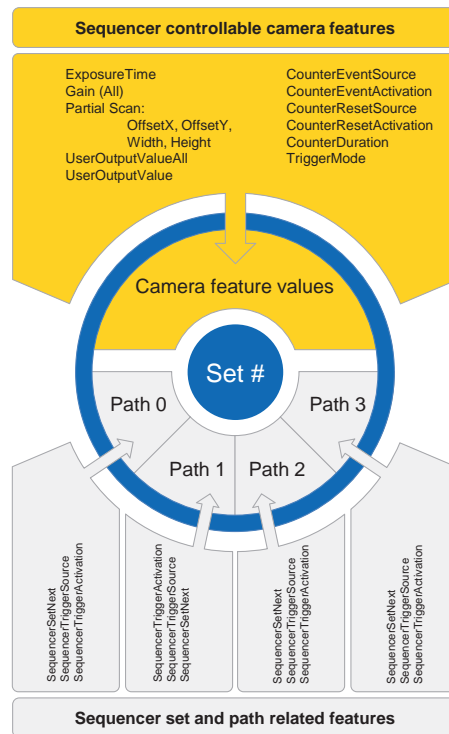 Sequencer controllable camera features
ExposureTime
Gain (All)
Partial Scan:
OffsetX, OffsetY,
Width, Height
UserOutputValueAll
UserOutputValue
CounterEventSource
CounterEventActivation
CounterResetSource
CounterResetActivation
CounterDuration
TriggerMode
Camera feature values
Set #
Path 0
Path 1
Path 2
Path 3
SequencerSetNext
SequencerTriggerSource
SequencerTriggerActivation
SequencerTriggerActivation
SequencerTriggerSource
SequencerSetNext
SequencerSetNext
SequencerTriggerSource
SequencerTriggerActivation
SequencerSetNext
SequencerTriggerSource
SequencerTriggerActivation
Sequencer set and path related features